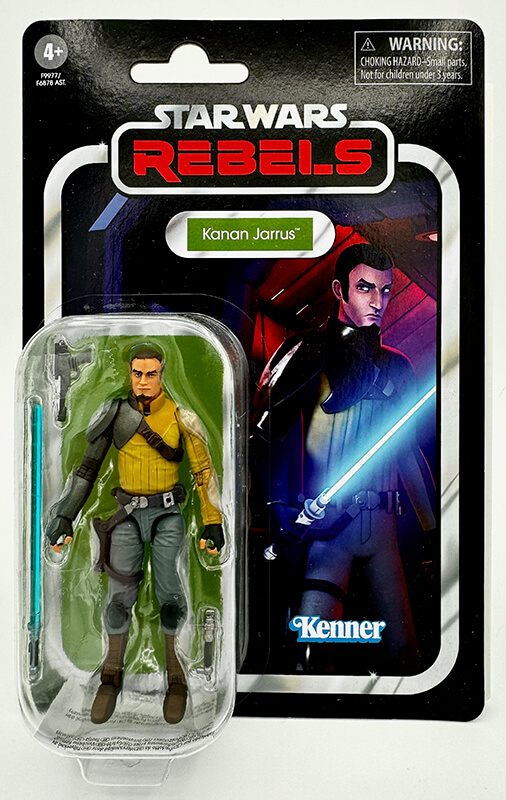 4+
F9977/
F6878 AST.
WARNING:
CHOKING HAZARD–Small parts.
Not for children under 3 years.
STAR WARS
REBELS
Kanan Jarrus™
Kenner